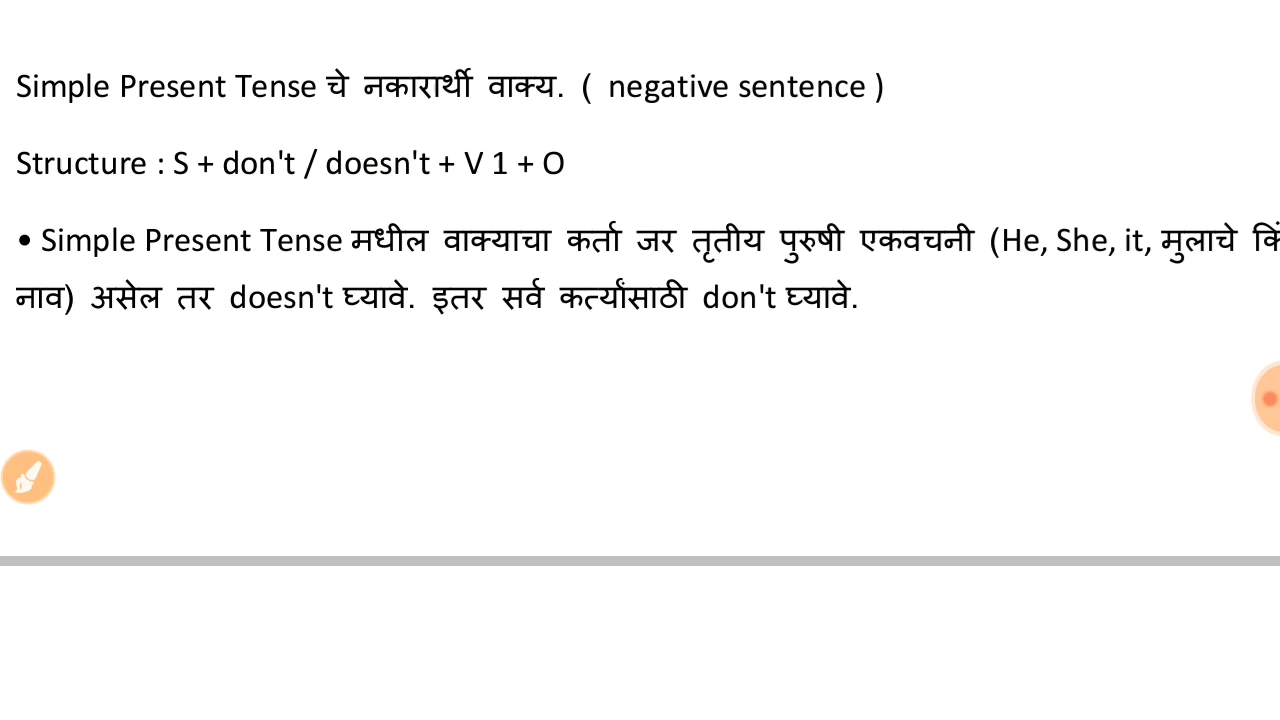 Simple Present Tense चे नकारार्थी वाक्य. ( negative sentence )
Structure : S + don't / doesn't + V 1 + O
• Simple Present Tense मधील वाक्याचा कर्ता जर तृतीय पुरुषी एकवचनी (He, She, it, मुलाचे
नाव) असेल तर doesn't घ्यावे. इतर सर्व कर्त्यांसाठी don't घ्यावे.